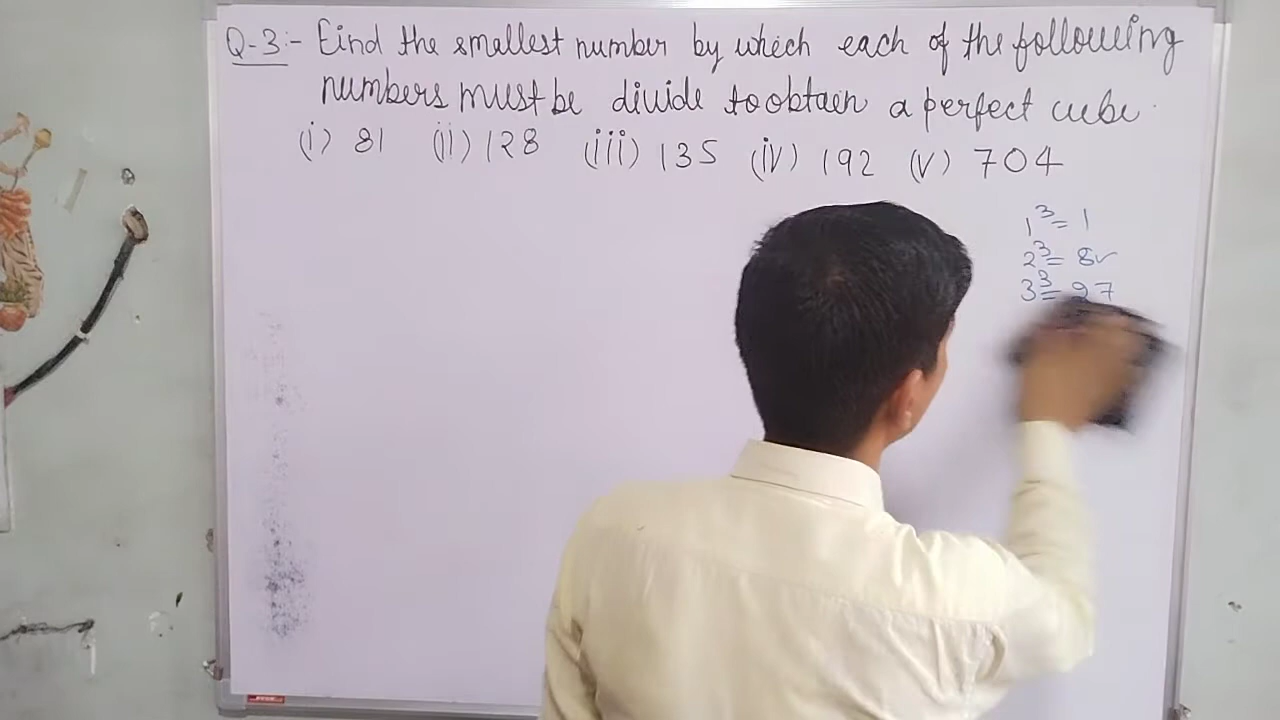 Q-3:- Find the smallest number by which each of the following
numbers must be divide to obtain a perfect cube.
(i) 81 (ii) 128 (iii) 135 (iv) 192 (v) 704
1³ = 1
2³ = 8✓
3³ = 27